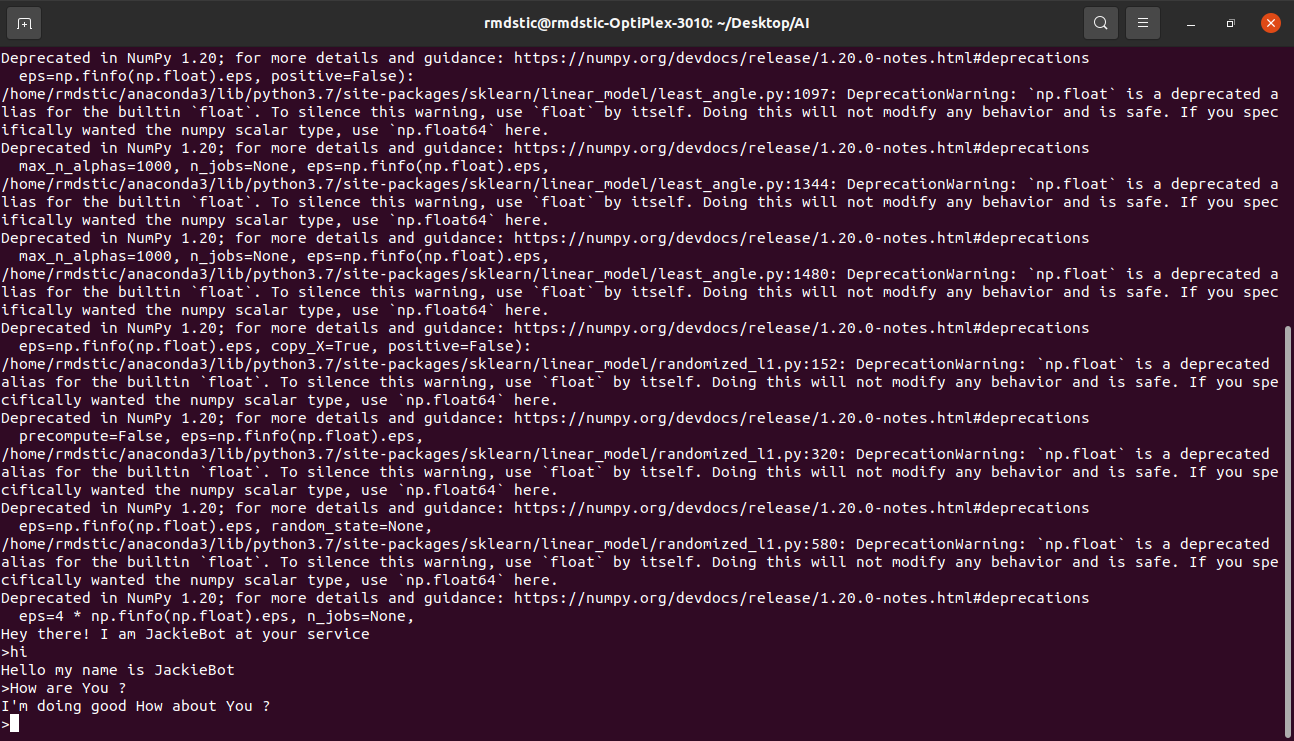 rmdstic@rmdstic-OptiPlex-3010: ~/Desktop/AI
Deprecated in NumPy 1.20; for more details and guidance: https://numpy.org/devdocs/release/1.20.0-notes.html#deprecations
  eps=np.finfo(np.float).eps, positive=False):
/home/rmdstic/anaconda3/lib/python3.7/site-packages/sklearn/linear_model/least_angle.py:1097: DeprecationWarning: `np.float` is a deprecated a
lias for the builtin `float`. To silence this warning, use `float` by itself. Doing this will not modify any behavior and is safe. If you spec
ifically wanted the numpy scalar type, use `np.float64` here.
Deprecated in NumPy 1.20; for more details and guidance: https://numpy.org/devdocs/release/1.20.0-notes.html#deprecations
  max_n_alphas=1000, n_jobs=None, eps=np.finfo(np.float).eps,
/home/rmdstic/anaconda3/lib/python3.7/site-packages/sklearn/linear_model/least_angle.py:1344: DeprecationWarning: `np.float` is a deprecated a
lias for the builtin `float`. To silence this warning, use `float` by itself. Doing this will not modify any behavior and is safe. If you spec
ifically wanted the numpy scalar type, use `np.float64` here.
Deprecated in NumPy 1.20; for more details and guidance: https://numpy.org/devdocs/release/1.20.0-notes.html#deprecations
  max_n_alphas=1000, n_jobs=None, eps=np.finfo(np.float).eps,
/home/rmdstic/anaconda3/lib/python3.7/site-packages/sklearn/linear_model/least_angle.py:1480: DeprecationWarning: `np.float` is a deprecated a
lias for the builtin `float`. To silence this warning, use `float` by itself. Doing this will not modify any behavior and is safe. If you spec
ifically wanted the numpy scalar type, use `np.float64` here.
Deprecated in NumPy 1.20; for more details and guidance: https://numpy.org/devdocs/release/1.20.0-notes.html#deprecations
  eps=np.finfo(np.float).eps, copy_X=True, positive=False):
/home/rmdstic/anaconda3/lib/python3.7/site-packages/sklearn/linear_model/randomized_l1.py:152: DeprecationWarning: `np.float` is a deprecated 
alias for the builtin `float`. To silence this warning, use `float` by itself. Doing this will not modify any behavior and is safe. If you spe
cifically wanted the numpy scalar type, use `np.float64` here.
Deprecated in NumPy 1.20; for more details and guidance: https://numpy.org/devdocs/release/1.20.0-notes.html#deprecations
  precompute=False, eps=np.finfo(np.float).eps,
/home/rmdstic/anaconda3/lib/python3.7/site-packages/sklearn/linear_model/randomized_l1.py:320: DeprecationWarning: `np.float` is a deprecated 
alias for the builtin `float`. To silence this warning, use `float` by itself. Doing this will not modify any behavior and is safe. If you spe
cifically wanted the numpy scalar type, use `np.float64` here.
Deprecated in NumPy 1.20; for more details and guidance: https://numpy.org/devdocs/release/1.20.0-notes.html#deprecations
  eps=np.finfo(np.float).eps, random_state=None,
/home/rmdstic/anaconda3/lib/python3.7/site-packages/sklearn/linear_model/randomized_l1.py:580: DeprecationWarning: `np.float` is a deprecated 
alias for the builtin `float`. To silence this warning, use `float` by itself. Doing this will not modify any behavior and is safe. If you spe
cifically wanted the numpy scalar type, use `np.float64` here.
Deprecated in NumPy 1.20; for more details and guidance: https://numpy.org/devdocs/release/1.20.0-notes.html#deprecations
  eps=4 * np.finfo(np.float).eps, n_jobs=None,
Hey there! I am JackieBot at your service
>hi
Hello my name is JackieBot
>How are You ?
I'm doing good How about You ?
>